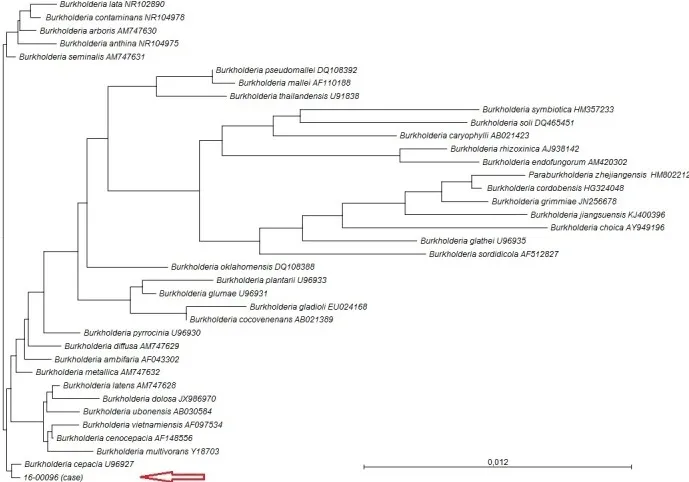 Burkholderia lata NR102890
Burkholderia contaminans NR104978
Burkholderia arboris AM747630
Burkholderia anthina NR104975
Burkholderia seminalis AM747631
Burkholderia pseudomallei DQ108392
Burkholderia mallei AF110188
Burkholderia thailandensis U91838
Burkholderia symbiotica HM357233
Burkholderia soli DQ465451
Burkholderia caryophylli AB021423
Burkholderia rhizoxinica AJ938142
Burkholderia endofungorum AM420302
Paraburkholderia zhejiangensis HM802212
Burkholderia cordobensis HG324048
Burkholderia grimmiae JN256678
Burkholderia jiangsuensis KJ400396
Burkholderia choica AY949196
Burkholderia glathei U96935
Burkholderia sordidicola AF512827
Burkholderia oklahomensis DQ108388
Burkholderia plantarii U96933
Burkholderia glumae U96931
Burkholderia gladioli EU024168
Burkholderia cocovenenans AB021389
Burkholderia pyrrocinia U96930
Burkholderia diffusa AM747629
Burkholderia ambifaria AF043302
Burkholderia metallica AM747632
Burkholderia latens AM747628
Burkholderia dolosa JX986970
Burkholderia ubonensis AB030584
Burkholderia vietnamiensis AF097534
Burkholderia cenocepacia AF148556
Burkholderia multivorans Y18703
Burkholderia cepacia U96927
16-00096 (case)
0,012